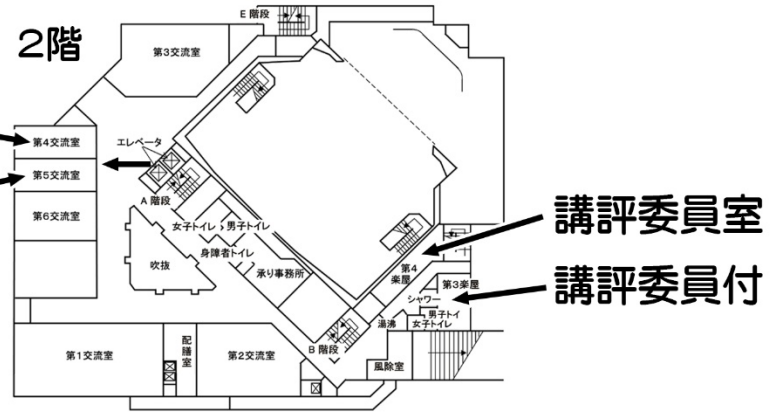 2階
E 階段
第3交流室
第4交流室
エレベータ
第5交流室
A 階段
第6交流室
女子トイレ
男子トイレ
身障者トイレ
吹抜
承り事務所
講評委員室
第4
楽屋
第3楽屋
シャワー
講評委員付
男子トイ
湯沸
女子トイレ
B 階段
第1交流室
配膳室
第2交流室
風除室